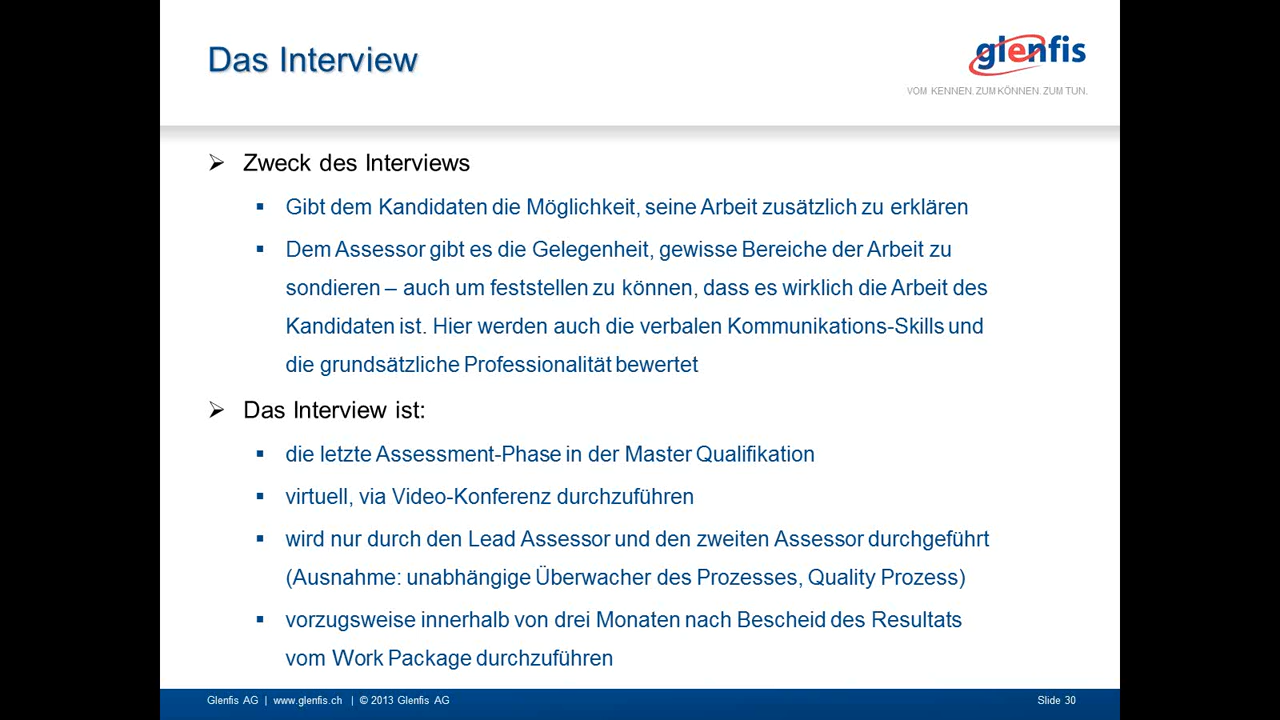 Das Interview
glenfis
VOM KENNEN. ZUM KÖNNEN. ZUM TUN.
Zweck des Interviews
Gibt dem Kandidaten die Möglichkeit, seine Arbeit zusätzlich zu erklären
Dem Assessor gibt es die Gelegenheit, gewisse Bereiche der Arbeit zu
sondieren – auch um feststellen zu können, dass es wirklich die Arbeit des
Kandidaten ist. Hier werden auch die verbalen Kommunikations-Skills und
die grundsätzliche Professionalität bewertet
Das Interview ist:
die letzte Assessment-Phase in der Master Qualifikation
virtuell, via Video-Konferenz durchzuführen
wird nur durch den Lead Assessor und den zweiten Assessor durchgeführt
(Ausnahme: unabhängige Überwacher des Prozesses, Quality Prozess)
vorzugsweise innerhalb von drei Monaten nach Bescheid des Resultats
vom Work Package durchzuführen
Glenfis AG | www.glenfis.ch | © 2013 Glenfis AG
Slide 30